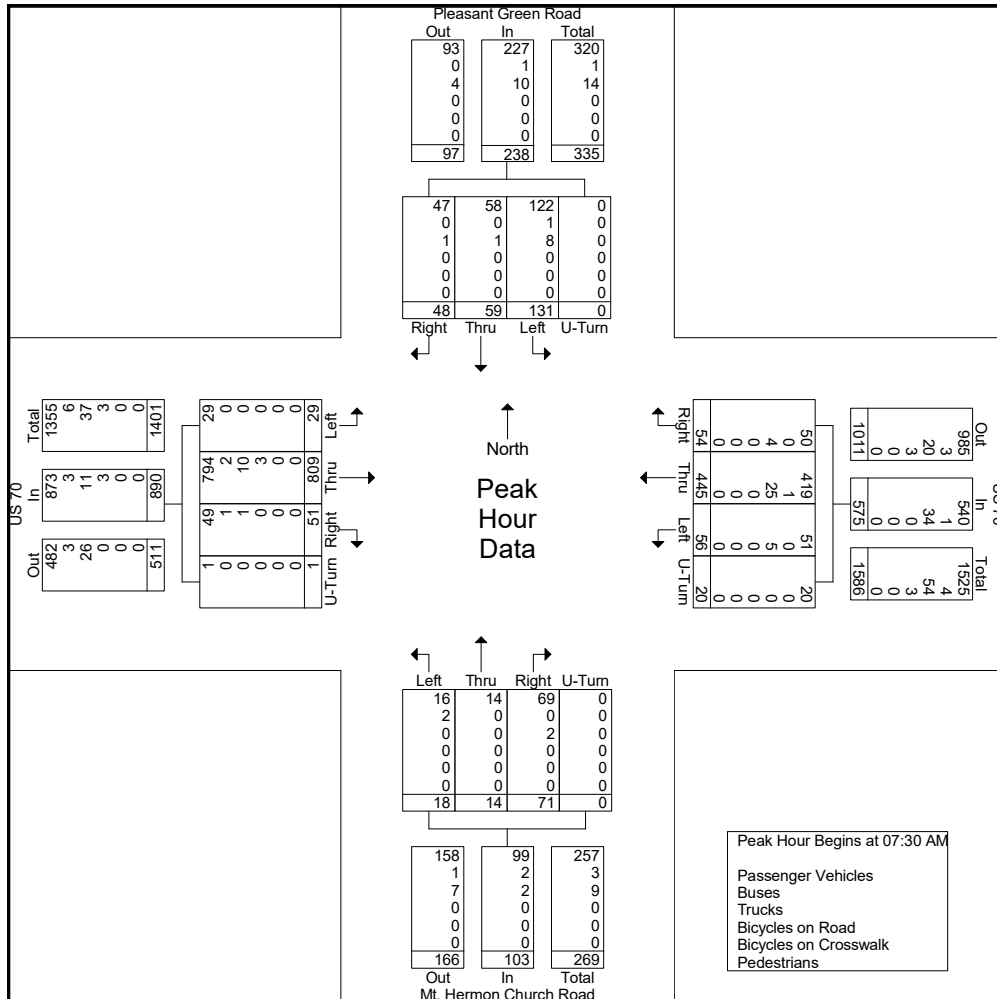 Pleasant Green Road
Out In Total
93 227 320
0 1 1
4 10 14
0 0 0
0 0 0
0 0 0
97 238 335
47 58 122 0
0 0 1 0
1 1 8 0
0 0 0 0
0 0 0 0
0 0 0 0
48 59 131 0
Right Thru Left U-Turn
US 70
Total
1355
6
37
3
0
0
1401
In
873
3
11
3
0
0
890
Out
482
3
26
0
0
0
511
29
0
0
0
0
0
29
Left
794
2
10
3
0
0
809
Thru
49
1
1
0
0
0
51
Right
1
0
0
0
0
0
1
U-Turn
North
Peak
Hour
Data
Right
54
0
0
0
4
0
50
Thru
445
0
0
0
25
1
419
Left
56
0
0
0
5
0
51
U-Turn
20
0
0
0
0
0
20
Out
985
3
20
3
0
0
1011
In
540
1
34
0
0
0
575
Total
1525
4
54
3
0
0
1586
US 70
Left Thru Right U-Turn
16 14 69 0
2 0 0 0
0 0 2 0
0 0 0 0
0 0 0 0
0 0 0 0
18 14 71 0
158 99 257
1 2 3
7 2 9
0 0 0
0 0 0
0 0 0
166 103 269
Out In Total
Mt. Hermon Church Road
Peak Hour Begins at 07:30 AM
Passenger Vehicles
Buses
Trucks
Bicycles on Road
Bicycles on Crosswalk
Pedestrians